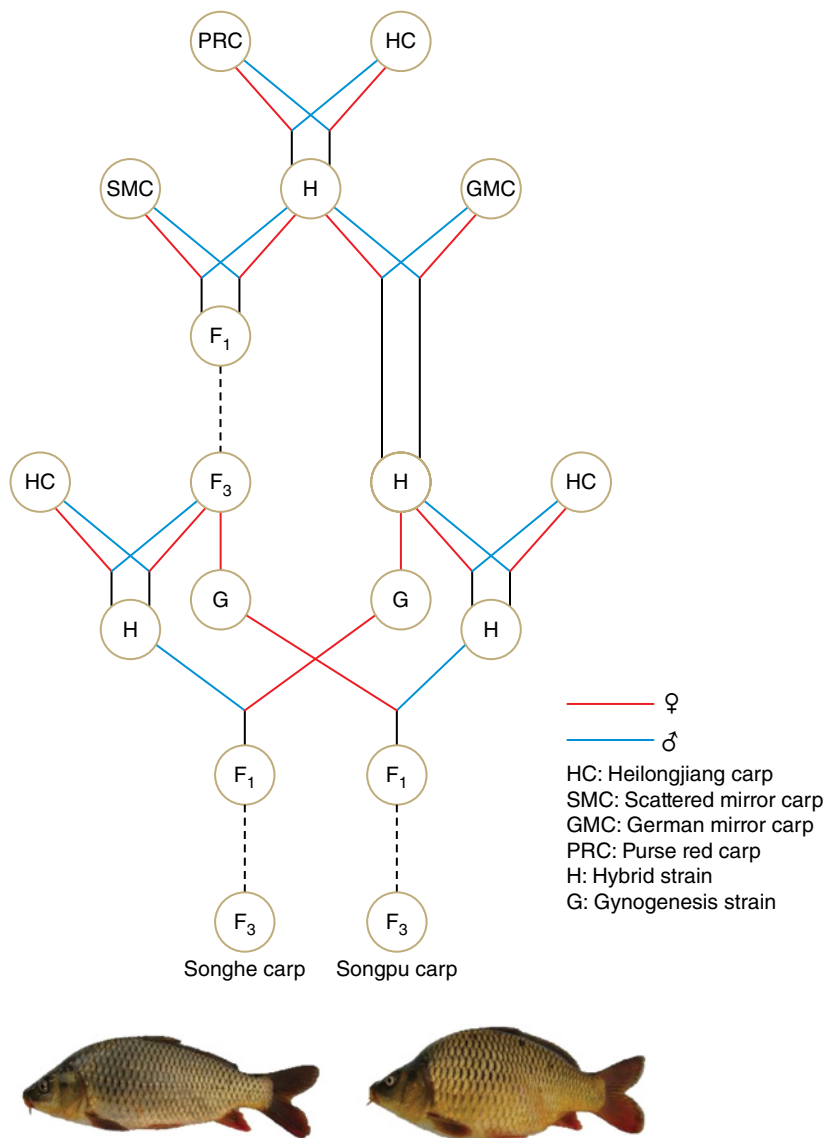 PRC HC
SMC H GMC
F1
HC F3 H HC
G G
H H
F1 F1
F3 F3
Songhe carp Songpu carp
♀
♂
HC: Heilongjiang carp
SMC: Scattered mirror carp
GMC: German mirror carp
PRC: Purse red carp
H: Hybrid strain
G: Gynogenesis strain